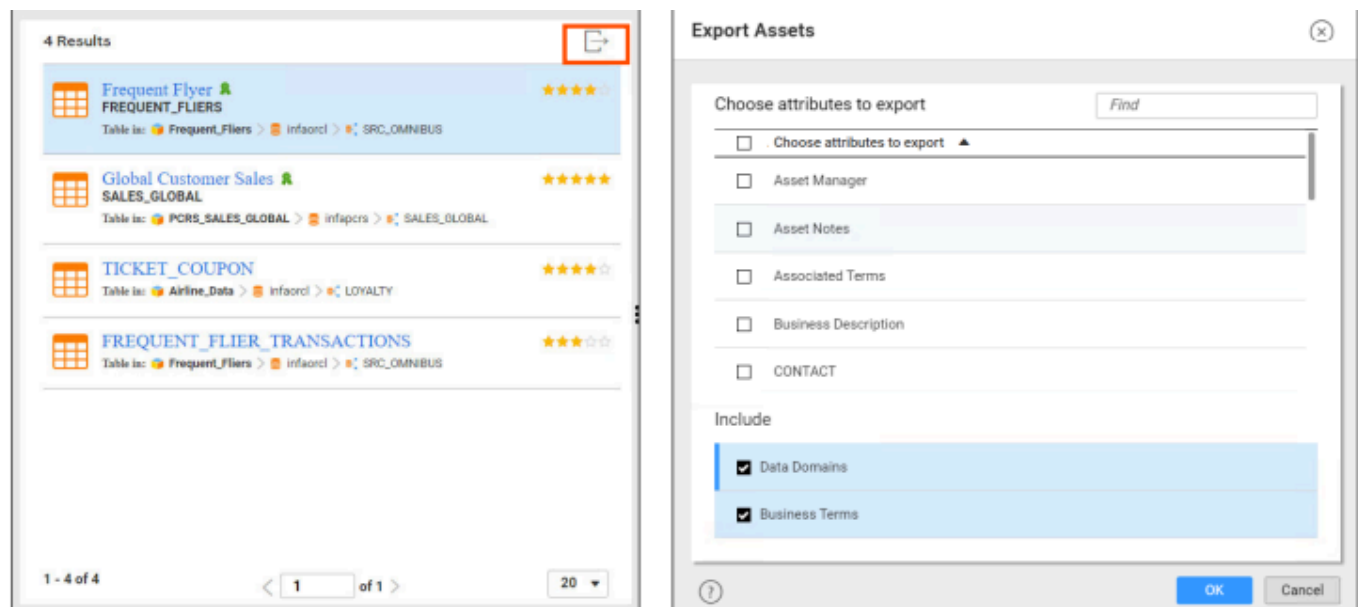 4 Results
Frequent Flyer
FREQUENT_FLIERS
Table in: Frequent_Fliers > infaorcl > SRC_OMNIBUS
Global Customer Sales
SALES_GLOBAL
Table in: PCRS_SALES_GLOBAL > infapcrs > SALES_GLOBAL
TICKET_COUPON
Table in: Airline_Data > infaorcl > LOYALTY
FREQUENT_FLIER_TRANSACTIONS
Table in: Frequent_Fliers > infaorcl > SRC_OMNIBUS
1 - 4 of 4
< 1 of 1 >
20
Export Assets
Choose attributes to export
Find
Choose attributes to export
Asset Manager
Asset Notes
Associated Terms
Business Description
CONTACT
Include
Data Domains
Business Terms
?
OK
Cancel